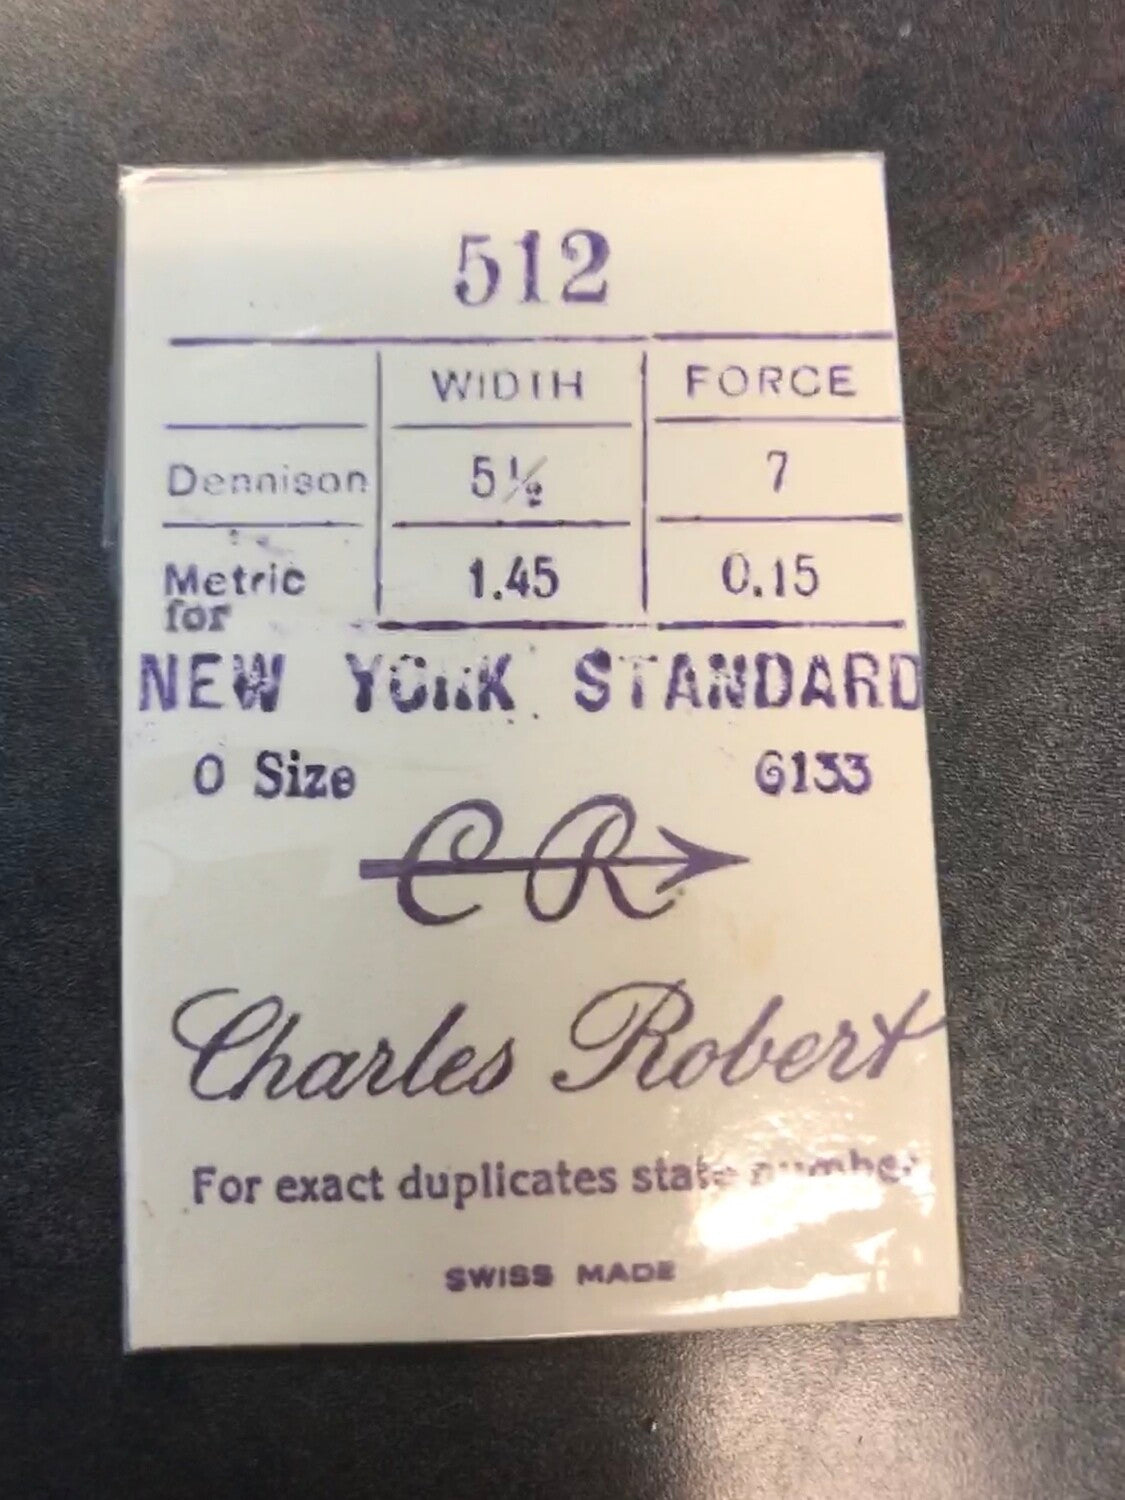 512
WIDTH FORCE
Dennison 5½ 7
Metric 1.45 0.15
for
NEW YORK STANDARD
0 Size 6133
CR
Charles Robert
For exact duplicates state number
SWISS MADE